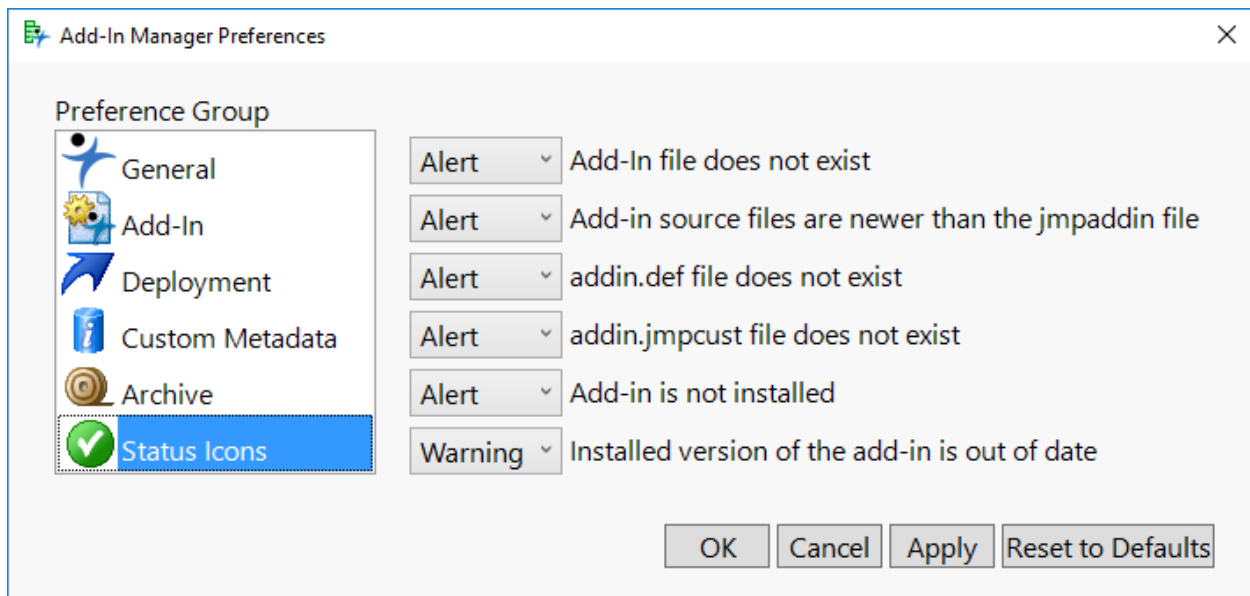 Add-In Manager Preferences
Preference Group
General
Add-In
Deployment
Custom Metadata
Archive
Status Icons
Alert Add-In file does not exist
Alert Add-in source files are newer than the jmpaddin file
Alert addin.def file does not exist
Alert addin.jmpcust file does not exist
Alert Add-in is not installed
Warning Installed version of the add-in is out of date
OK Cancel Apply Reset to Defaults